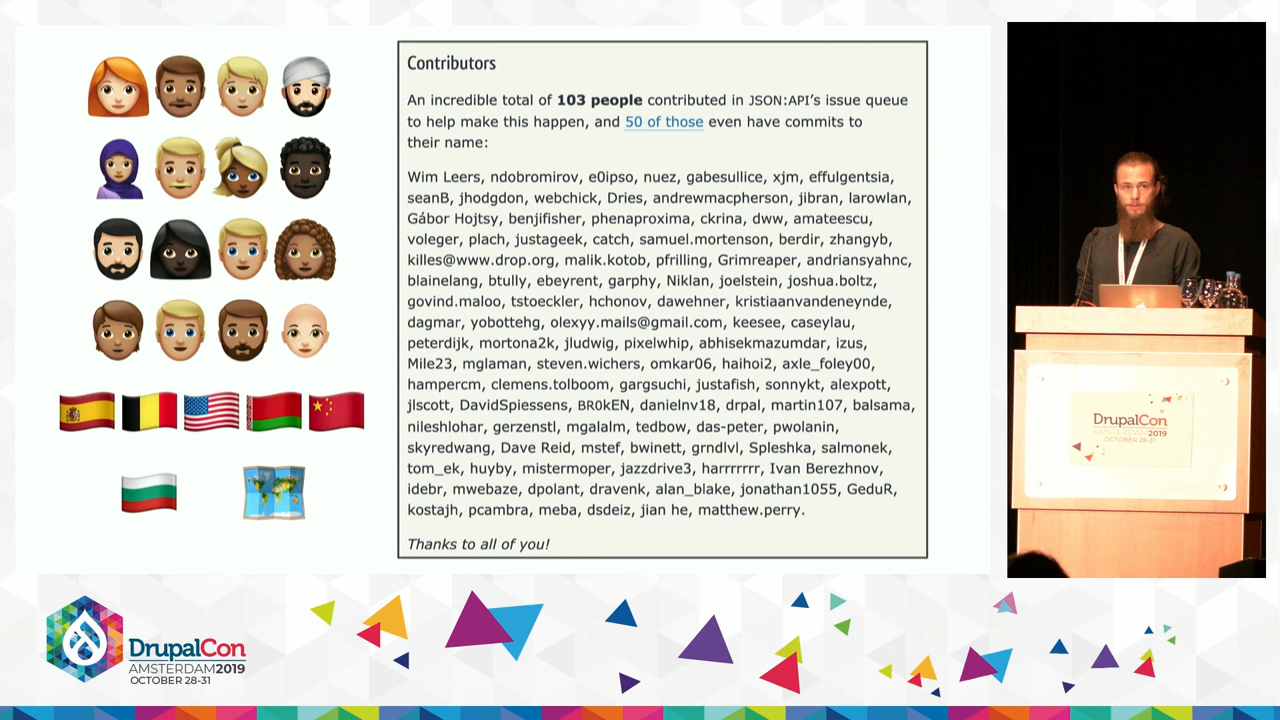 Contributors
An incredible total of 103 people contributed in JSON:API's issue queue
to help make this happen, and 50 of those even have commits to
their name:
Wim Leers, ndobromirov, e0ipso, nuez, gabesullice, xjm, effulgentsia,
seanB, jhodgdon, webchick, Dries, andrewmacpherson, jibran, larowlan,
Gábor Hojtsy, benjifisher, phenaproxima, ckrina, dww, amateescu,
voleger, plach, justageek, catch, samuel.mortenson, berdir, zhangyb,
killes@www.drop.org, malik.kotob, pfrilling, Grimreaper, andriansyahnc,
blainelang, btully, ebeyrent, garphy, Niklan, joelstein, joshua.boltz,
govind.maloo, tstoeckler, hchonov, dawehner, kristiaanvandeneynde,
dagmar, yobottehg, olexyy.mails@gmail.com, keesee, caseylau,
peterdijk, mortona2k, jludwig, pixelwhip, abhisekmazumdar, izus,
Mile23, mglaman, steven.wichers, omkar06, haihoi2, axle_foley00,
hampercm, clemens.tolboom, gargsuchi, justafish, sonnykt, alexpott,
jlscott, DavidSpiessens, BR0kEN, danielnv18, drpal, martin107, balsama,
nileshlohar, gerzenstl, mgalalm, tedbow, das-peter, pwolanin,
skyredwang, Dave Reid, mstef, bwinett, grndlvl, Spleshka, salmonek,
tom_ek, huyby, mistermoper, jazzdrive3, harrrrrrr, Ivan Berezhnov,
idebr, mwebaze, dpolant, dravenk, alan_blake, jonathan1055, GeduR,
kostajh, pcambra, meba, dsdeiz, jian he, matthew.perry.
Thanks to all of you!
DrupalCon
AMSTERDAM 2019
OCTOBER 28-31
DrupalCon
AMSTERDAM2019
OCTOBER 28-31